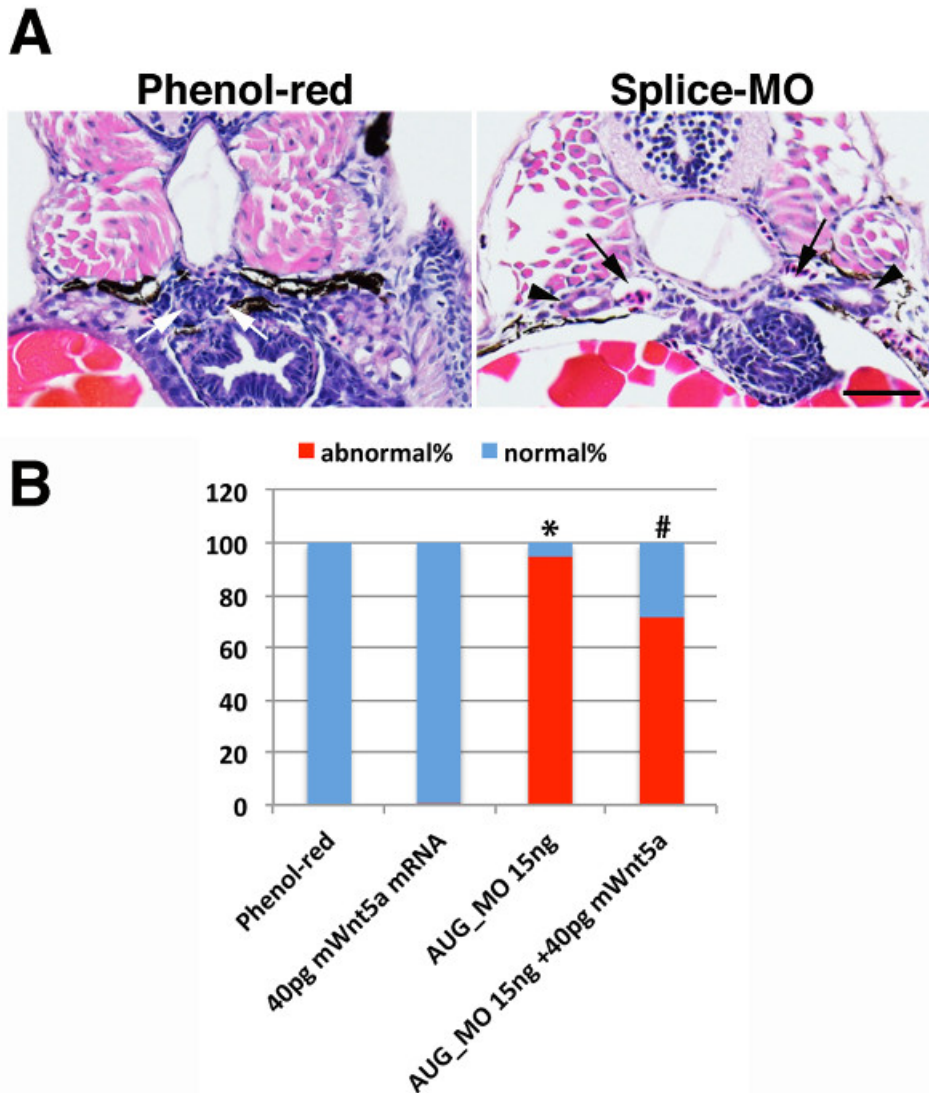 A
Phenol-red Splice-MO
B
abnormal% normal%
120
100
80
60
40
20
0
* #
Phenol-red
40pg mWnt5a mRNA
AUG_MO 15ng
AUG_MO 15ng +40pg mWnt5a